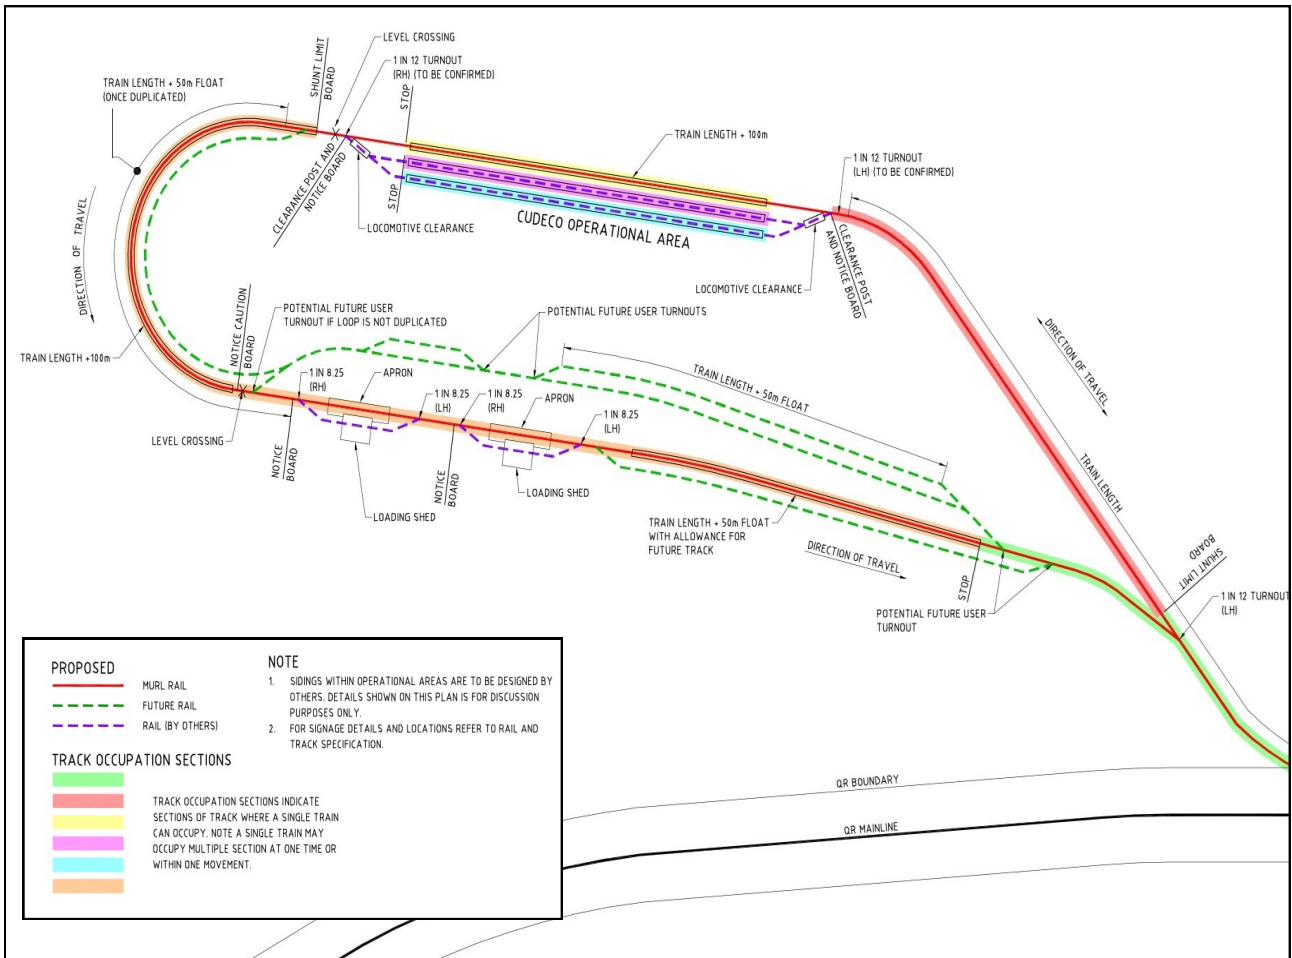 LEVEL CROSSING
1 IN 12 TURNOUT
(RH) (TO BE CONFIRMED)
SHUNT LIMIT
BOARD
TRAIN LENGTH + 50m FLOAT
(ONCE DUPLICATED)
STOP
TRAIN LENGTH + 100m
1 IN 12 TURNOUT
(LH) (TO BE CONFIRMED)
CLEARANCE POST AND
NOTICE BOARD
STOP
LOCOMOTIVE CLEARANCE
CUDECO OPERATIONAL AREA
DIRECTION OF TRAVEL
CLEARANCE POST
AND NOTICE BOARD
LOCOMOTIVE CLEARANCE
NOTICE CAUTION
BOARD
POTENTIAL FUTURE USER
TURNOUT IF LOOP IS NOT DUPLICATED
POTENTIAL FUTURE USER TURNOUTS
DIRECTION OF TRAVEL
TRAIN LENGTH +100m
1 IN 8.25
(RH)
APRON
1 IN 8.25
(LH)
1 IN 8.25
(RH)
APRON
1 IN 8.25
(LH)
TRAIN LENGTH + 50m FLOAT
LEVEL CROSSING
NOTICE
BOARD
NOTICE
BOARD
LOADING SHED
LOADING SHED
TRAIN LENGTH
TRAIN LENGTH + 50m FLOAT
WITH ALLOWANCE FOR
FUTURE TRACK
DIRECTION OF TRAVEL
STOP
SHUNT LIMIT
BOARD
1 IN 12 TURNOUT
(LH)
POTENTIAL FUTURE USER
TURNOUT
PROPOSED
MURL RAIL
FUTURE RAIL
RAIL (BY OTHERS)
NOTE
1. SIDINGS WITHIN OPERATIONAL AREAS ARE TO BE DESIGNED BY
OTHERS. DETAILS SHOWN ON THIS PLAN IS FOR DISCUSSION
PURPOSES ONLY.
2. FOR SIGNAGE DETAILS AND LOCATIONS REFER TO RAIL AND
TRACK SPECIFICATION.
TRACK OCCUPATION SECTIONS
TRACK OCCUPATION SECTIONS INDICATE
SECTIONS OF TRACK WHERE A SINGLE TRAIN
CAN OCCUPY. NOTE A SINGLE TRAIN MAY
OCCUPY MULTIPLE SECTION AT ONE TIME OR
WITHIN ONE MOVEMENT.
QR BOUNDARY
QR MAINLINE